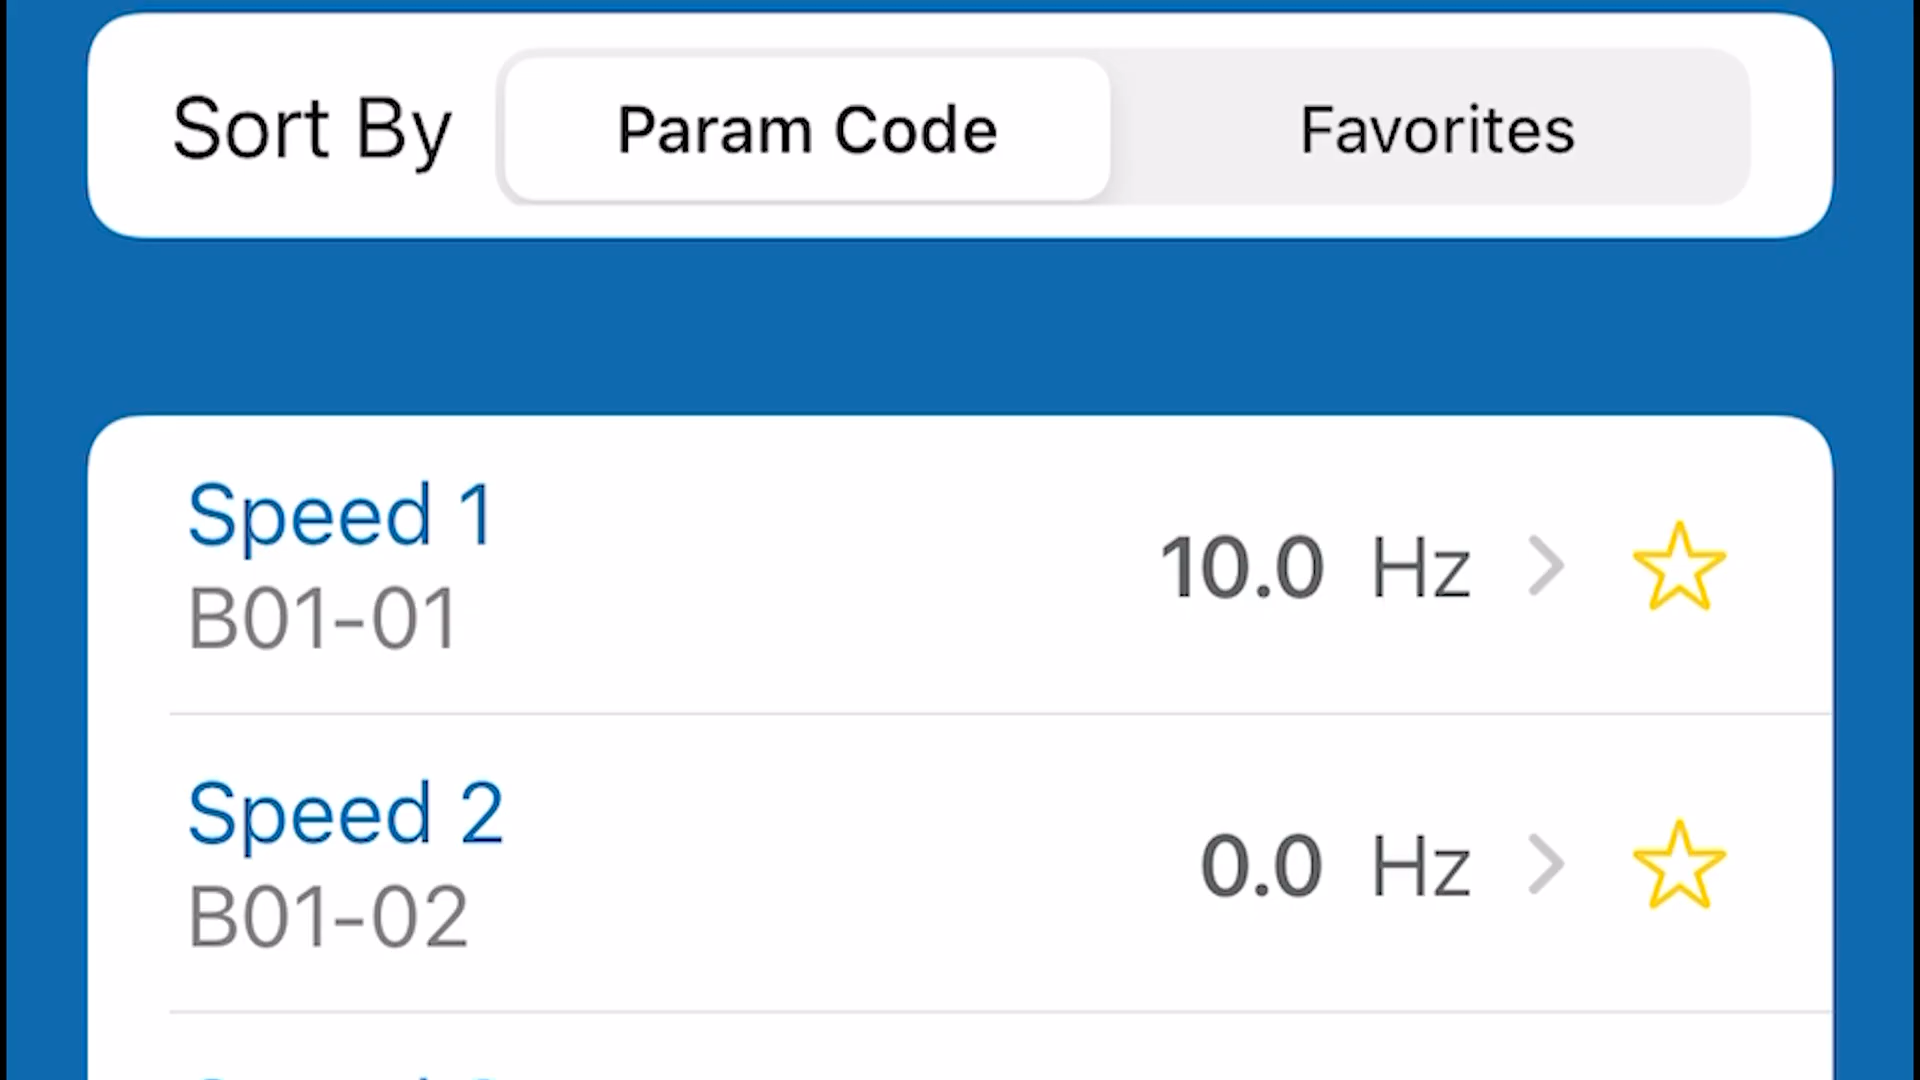 Sort By Param Code Favorites
Speed 1
B01-01
10.0 Hz
Speed 2
B01-02
0.0 Hz